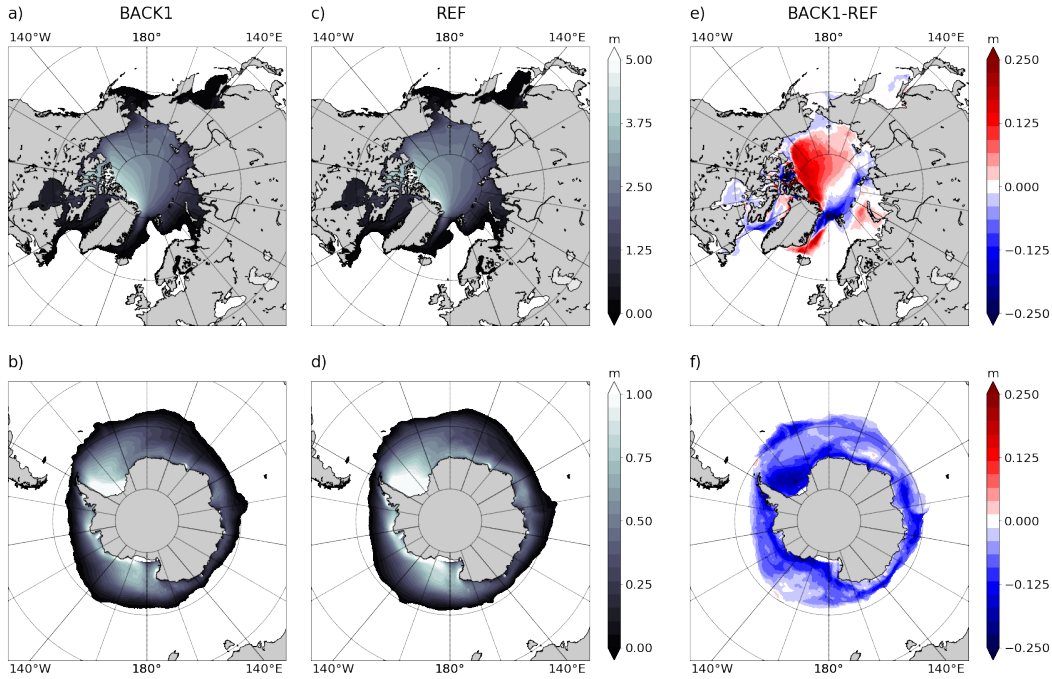 a) BACK1
c) REF
e) BACK1-REF
140°W 180° 140°E
140°W 180° 140°E
140°W 180° 140°E
m
5.00
3.75
2.50
1.25
0.00
m
0.250
0.125
0.000
−0.125
−0.250
b)
d)
f)
m
1.00
0.75
0.50
0.25
0.00
m
0.250
0.125
0.000
−0.125
−0.250
140°W 180° 140°E
140°W 180° 140°E
140°W 180° 140°E